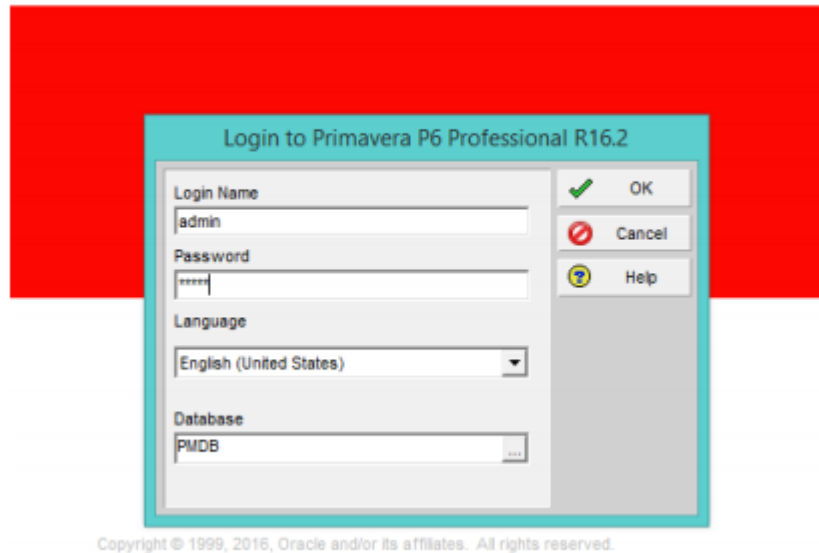 Login to Primavera P6 Professional R16.2
Login Name
admin
OK
Cancel
Password
*****
Help
Language
English (United States)
Database
PMDB
...
Copyright © 1999, 2016, Oracle and/or its affiliates. All rights reserved.